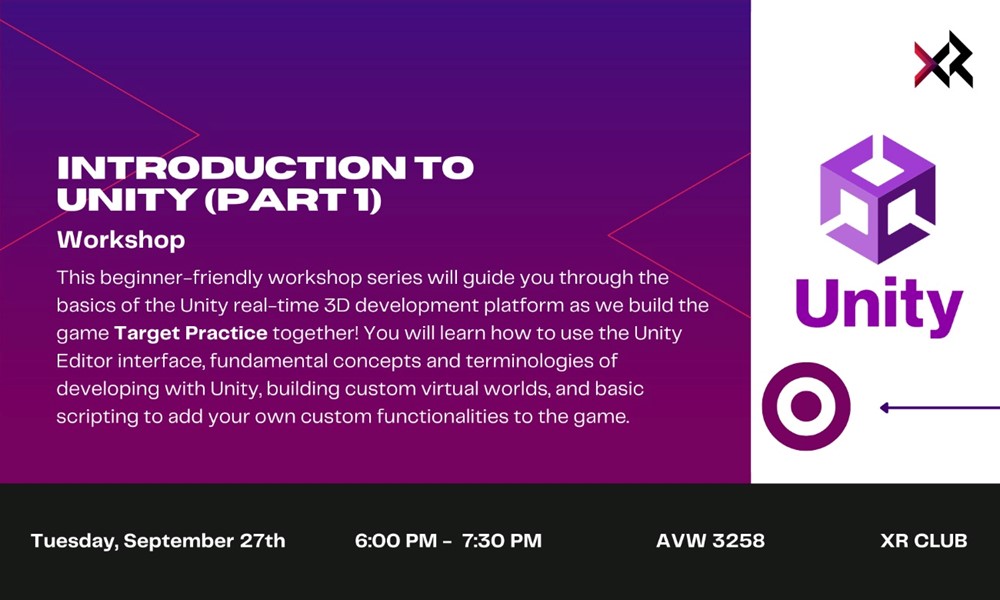 XR
INTRODUCTION TO
UNITY (PART 1)
Workshop
This beginner-friendly workshop series will guide you through the
basics of the Unity real-time 3D development platform as we build the
game Target Practice together! You will learn how to use the Unity
Editor interface, fundamental concepts and terminologies of
developing with Unity, building custom virtual worlds, and basic
scripting to add your own custom functionalities to the game.
Unity
Tuesday, September 27th
6:00 PM - 7:30 PM
AVW 3258
XR CLUB